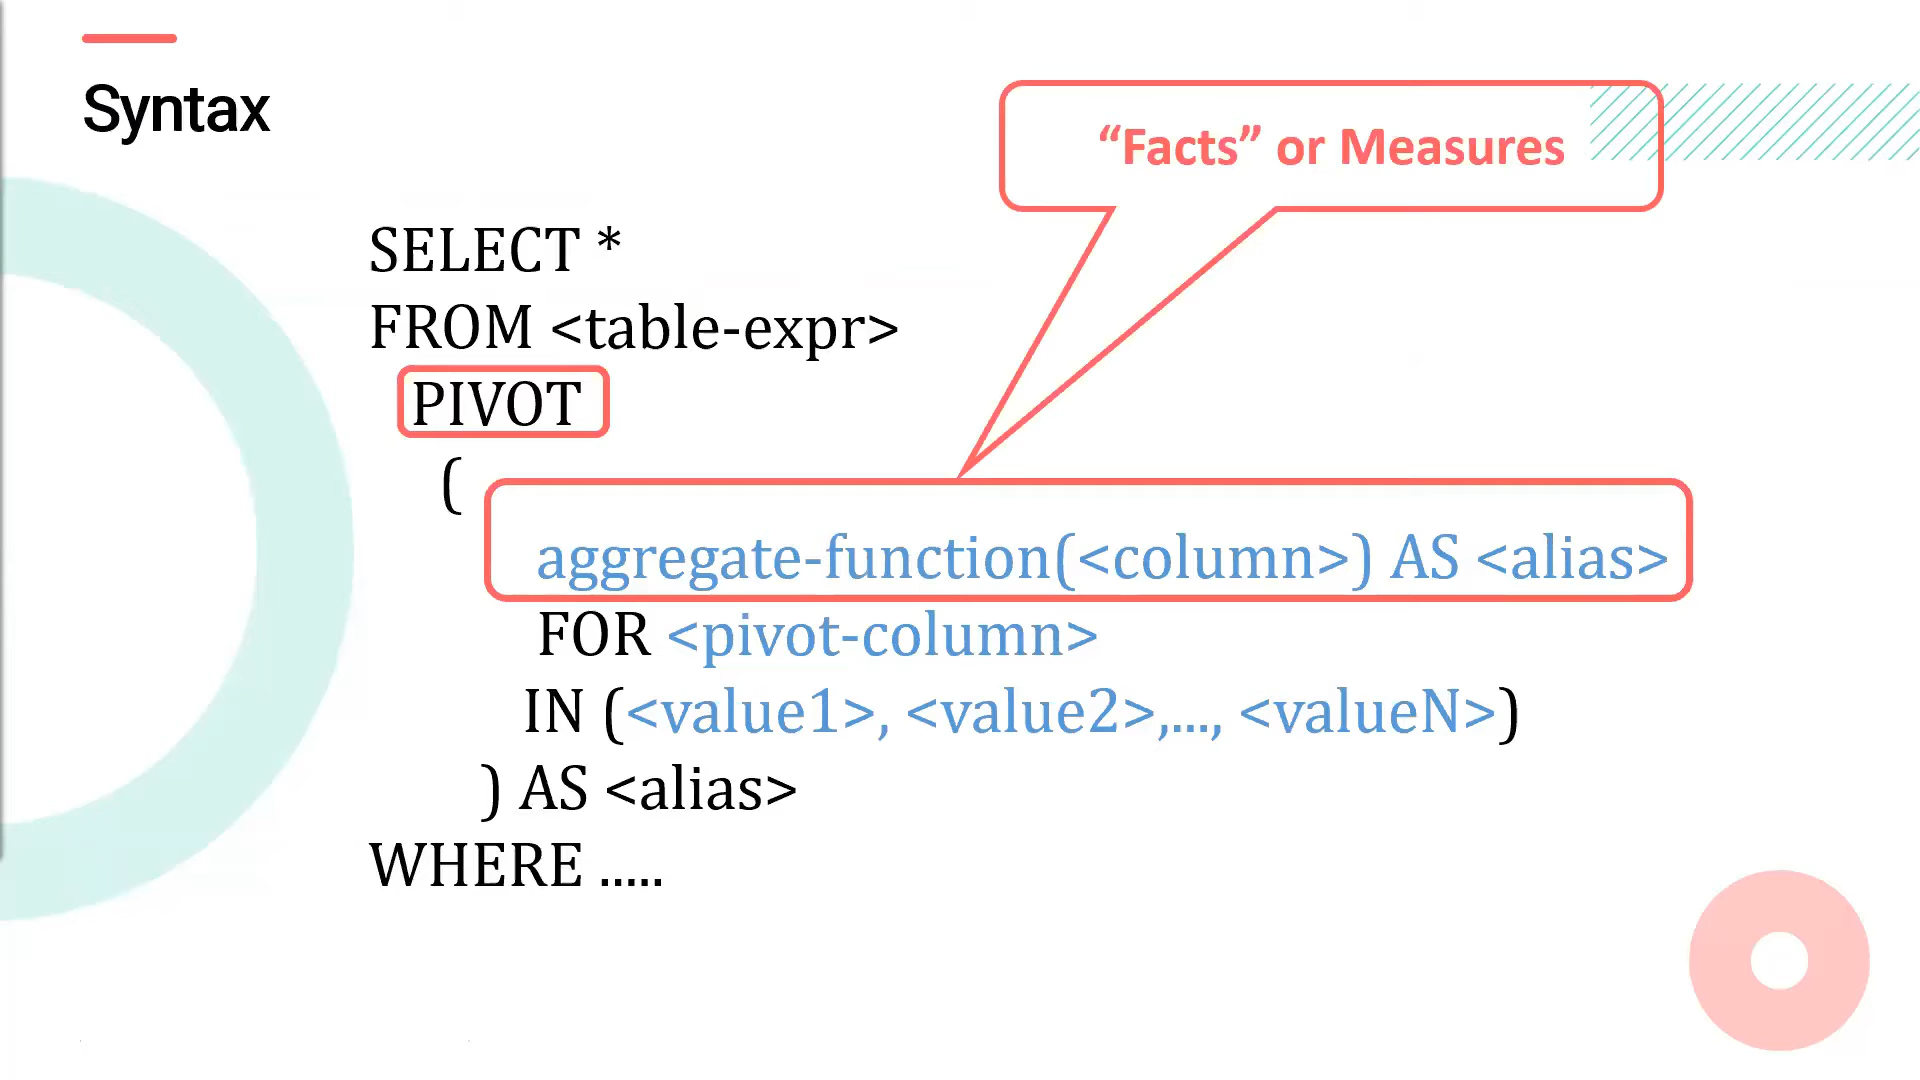 Syntax
“Facts” or Measures
SELECT *
FROM <table-expr>
PIVOT
(
aggregate-function(<column>) AS <alias>
FOR <pivot-column>
IN (<value1>, <value2>,..., <valueN>)
) AS <alias>
WHERE .....